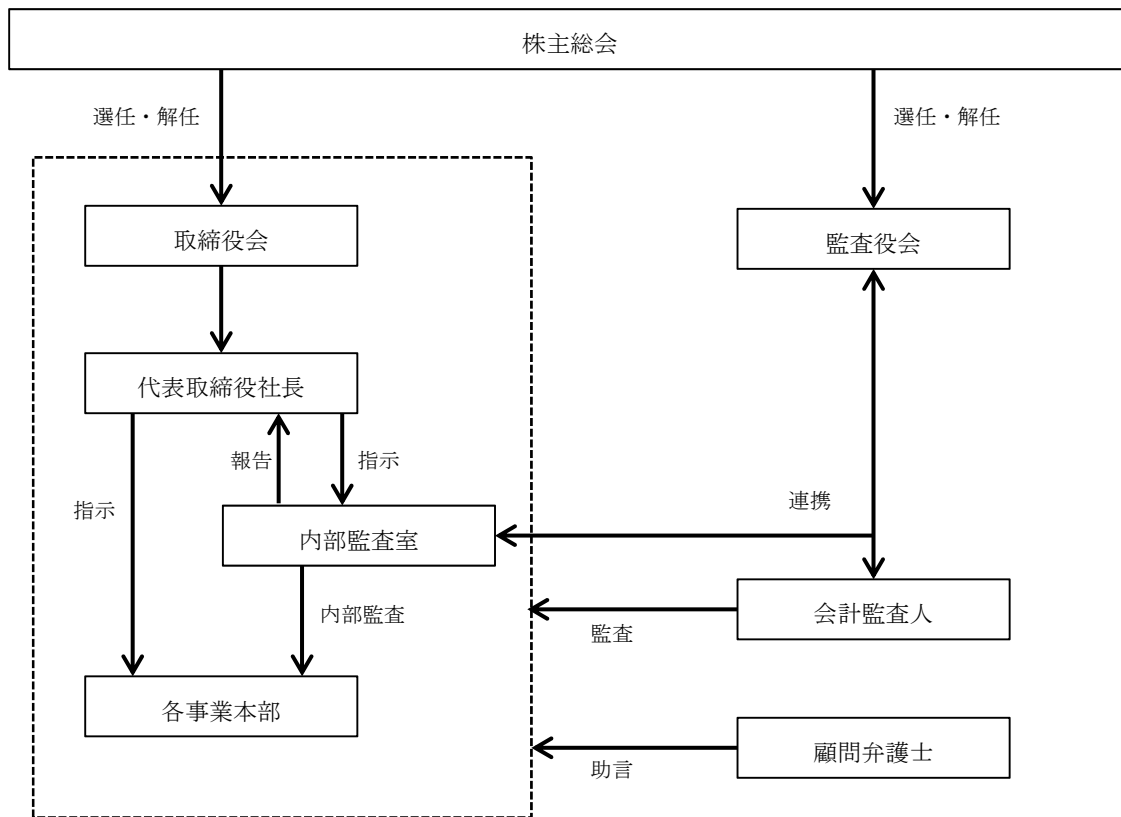 株主総会
選任・解任
選任・解任
取締役会
監査役会
代表取締役社長
報告
指示
指示
連携
内部監査室
会計監査人
内部監査
監査
各事業本部
顧問弁護士
助言